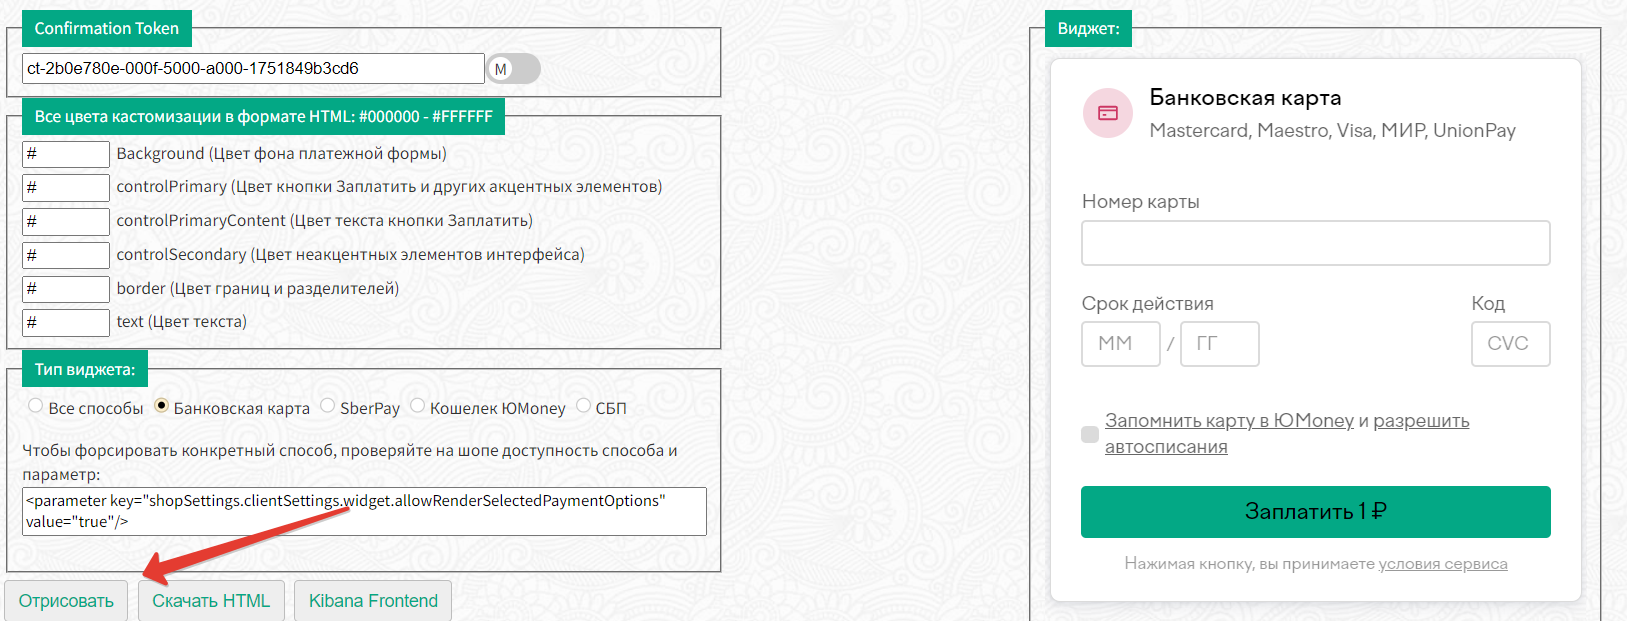 Confirmation Token
ct-2b0e780e-000f-5000-a000-1751849b3cd6
М
Все цвета кастомизации в формате HTML: #000000 - #FFFFFF
# Background (Цвет фона платежной формы)
# controlPrimary (Цвет кнопки Заплатить и других акцентных элементов)
# controlPrimaryContent (Цвет текста кнопки Заплатить)
# controlSecondary (Цвет неакцентных элементов интерфейса)
# border (Цвет границ и разделителей)
# text (Цвет текста)
Тип виджета:
Все способы Банковская карта SberPay Кошелек ЮMoney СБП
Чтобы форсировать конкретный способ, проверяйте на шопе доступность способа и
параметр:
<parameter key="shopSettings.clientSettings.widget.allowRenderSelectedPaymentOptions"
value="true"/>
Отрисовать Скачать HTML Kibana Frontend
Виджет:
Банковская карта
Mastercard, Maestro, Visa, МИР, UnionPay
Номер карты
Срок действия Код
ММ / ГГ CVC
Запомнить карту в ЮMoney и разрешить
автосписания
Заплатить 1 ₽
Нажимая кнопку, вы принимаете условия сервиса